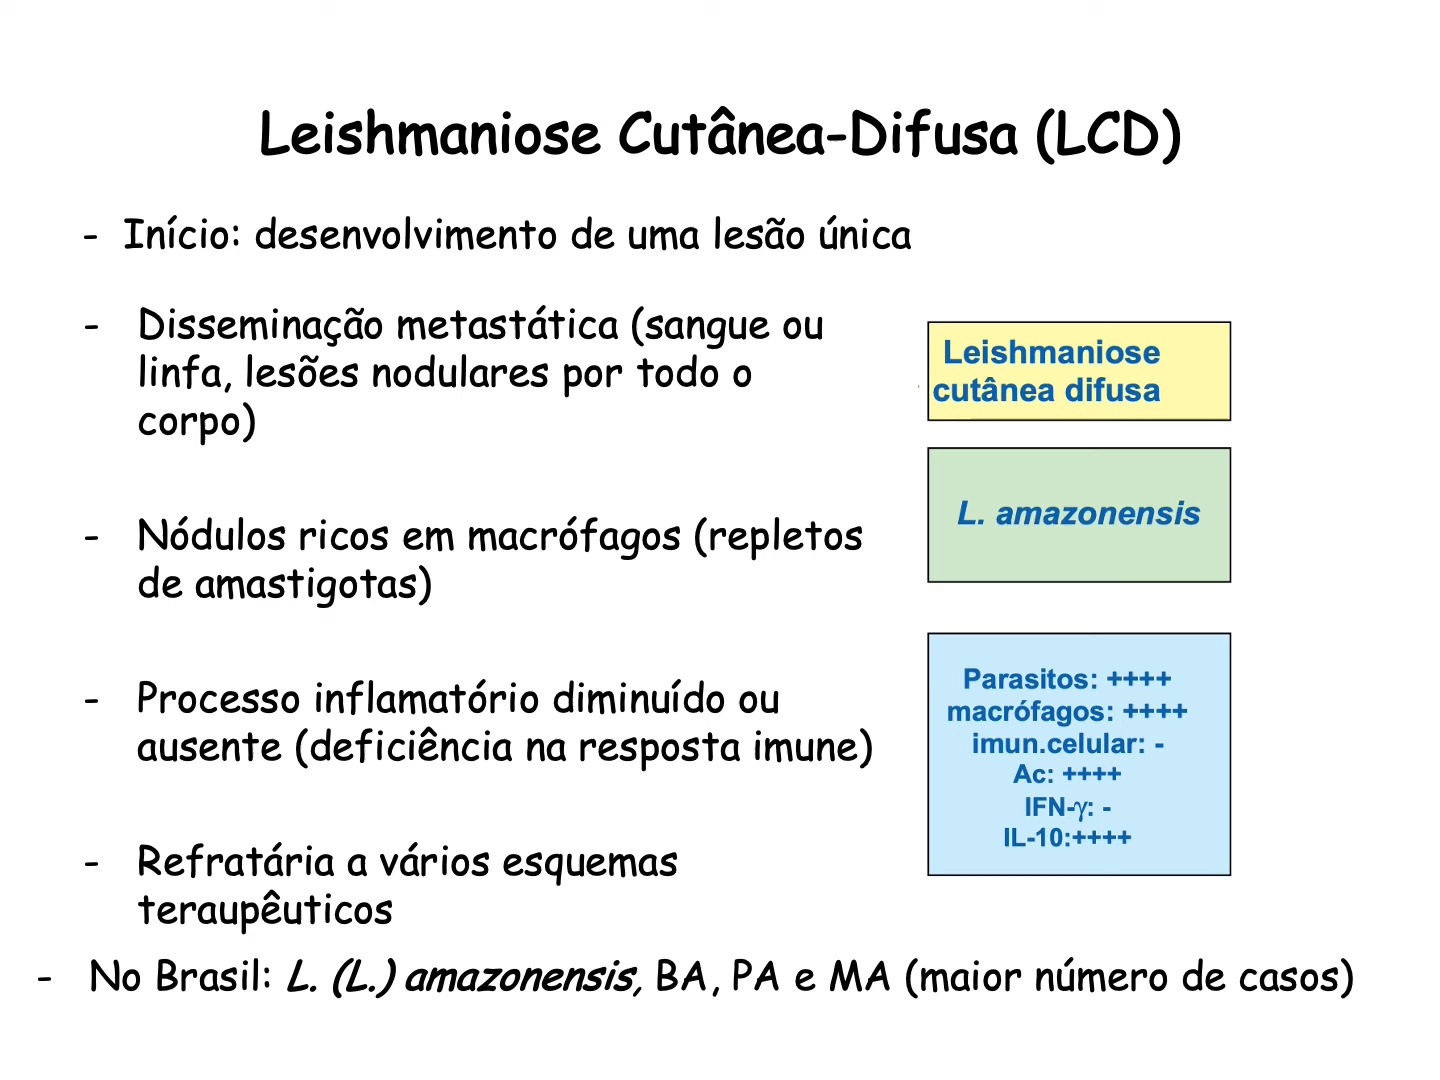 Leishmaniose Cutânea-Difusa (LCD)
- Início: desenvolvimento de uma lesão única
- Disseminação metastática (sangue ou
linfa, lesões nodulares por todo o
corpo)
- Nódulos ricos em macrófagos (repletos
de amastigotas)
- Processo inflamatório diminuído ou
ausente (deficiência na resposta imune)
- Refratária a vários esquemas
teraupêuticos
- No Brasil: L. (L.) amazonensis, BA, PA e MA (maior número de casos)
Leishmaniose
cutânea difusa
L. amazonensis
Parasitos: ++++
macrófagos: ++++
imun.celular: -
Ac: ++++
IFN-γ: -
IL-10:++++